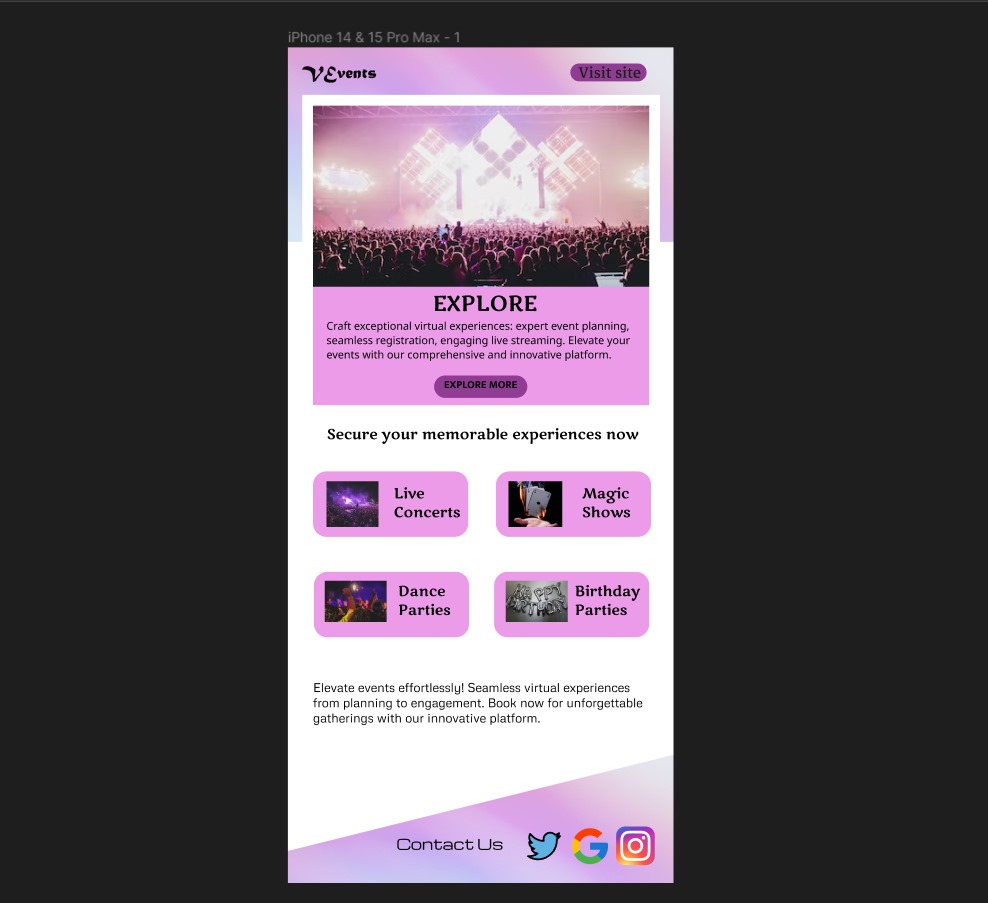 iPhone 14 & 15 Pro Max - 1
VEvents
Visit site
EXPLORE
Craft exceptional virtual experiences: expert event planning,
seamless registration, engaging live streaming. Elevate your
events with our comprehensive and innovative platform.
EXPLORE MORE
Secure your memorable experiences now
Live
Concerts
Magic
Shows
Dance
Parties
HAPPY
BIRTHDAY
Birthday
Parties
Elevate events effortlessly! Seamless virtual experiences
from planning to engagement. Book now for unforgettable
gatherings with our innovative platform.
Contact Us
G